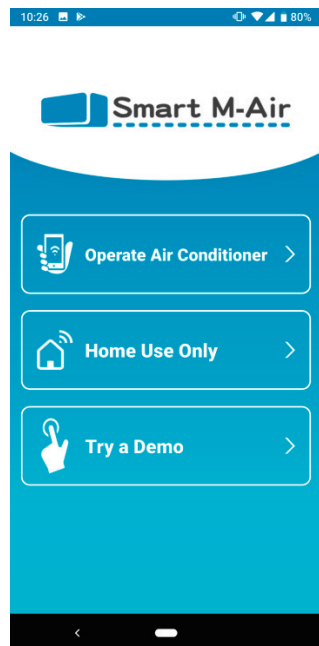 10:26 80%
Smart M-Air
Operate Air Conditioner
Home Use Only
Try a Demo